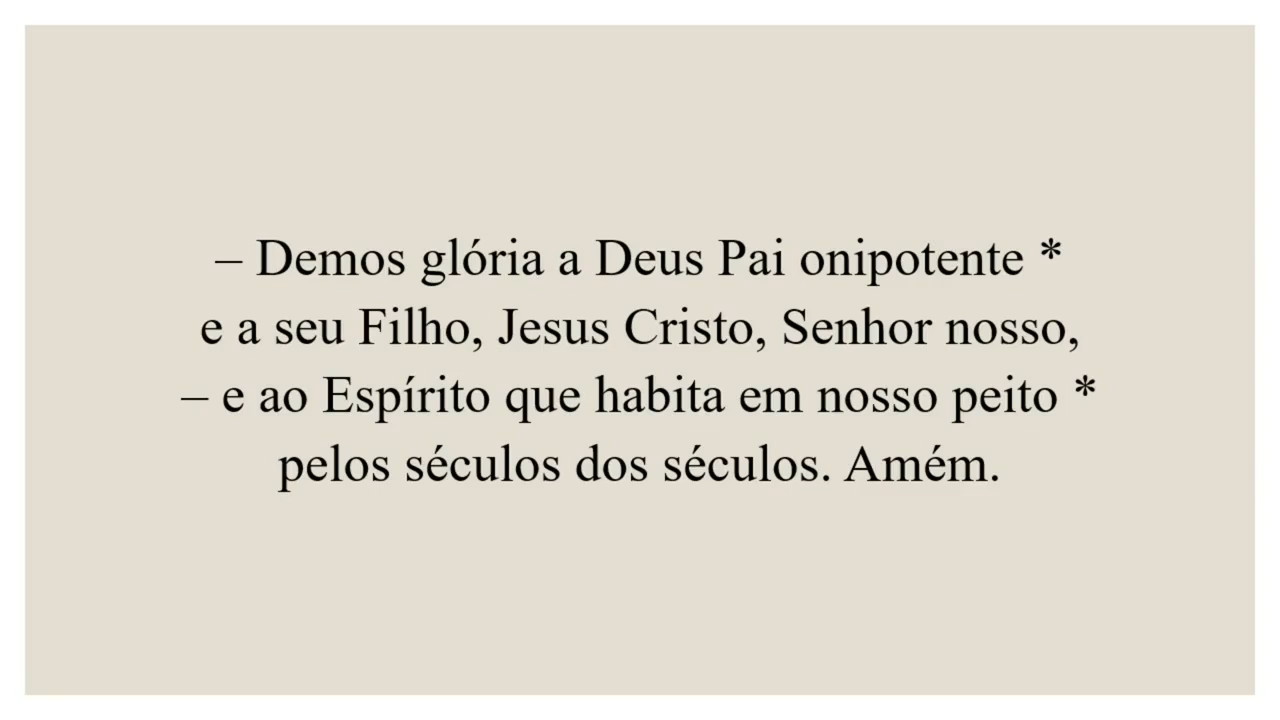 – Demos glória a Deus Pai onipotente *
e a seu Filho, Jesus Cristo, Senhor nosso,
– e ao Espírito que habita em nosso peito *
pelos séculos dos séculos. Amém.